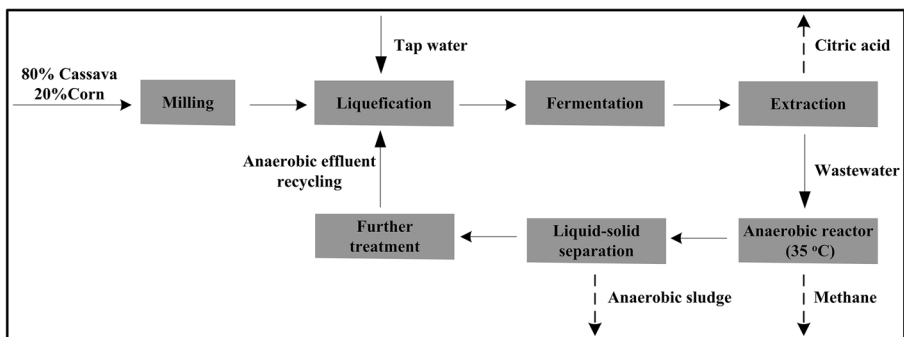 Tap water
Citric acid
80% Cassava
20%Corn
Milling
Liquefication
Fermentation
Extraction
Anaerobic effluent
recycling
Wastewater
Further
treatment
Liquid-solid
separation
Anaerobic reactor
(35 °C)
Anaerobic sludge
Methane